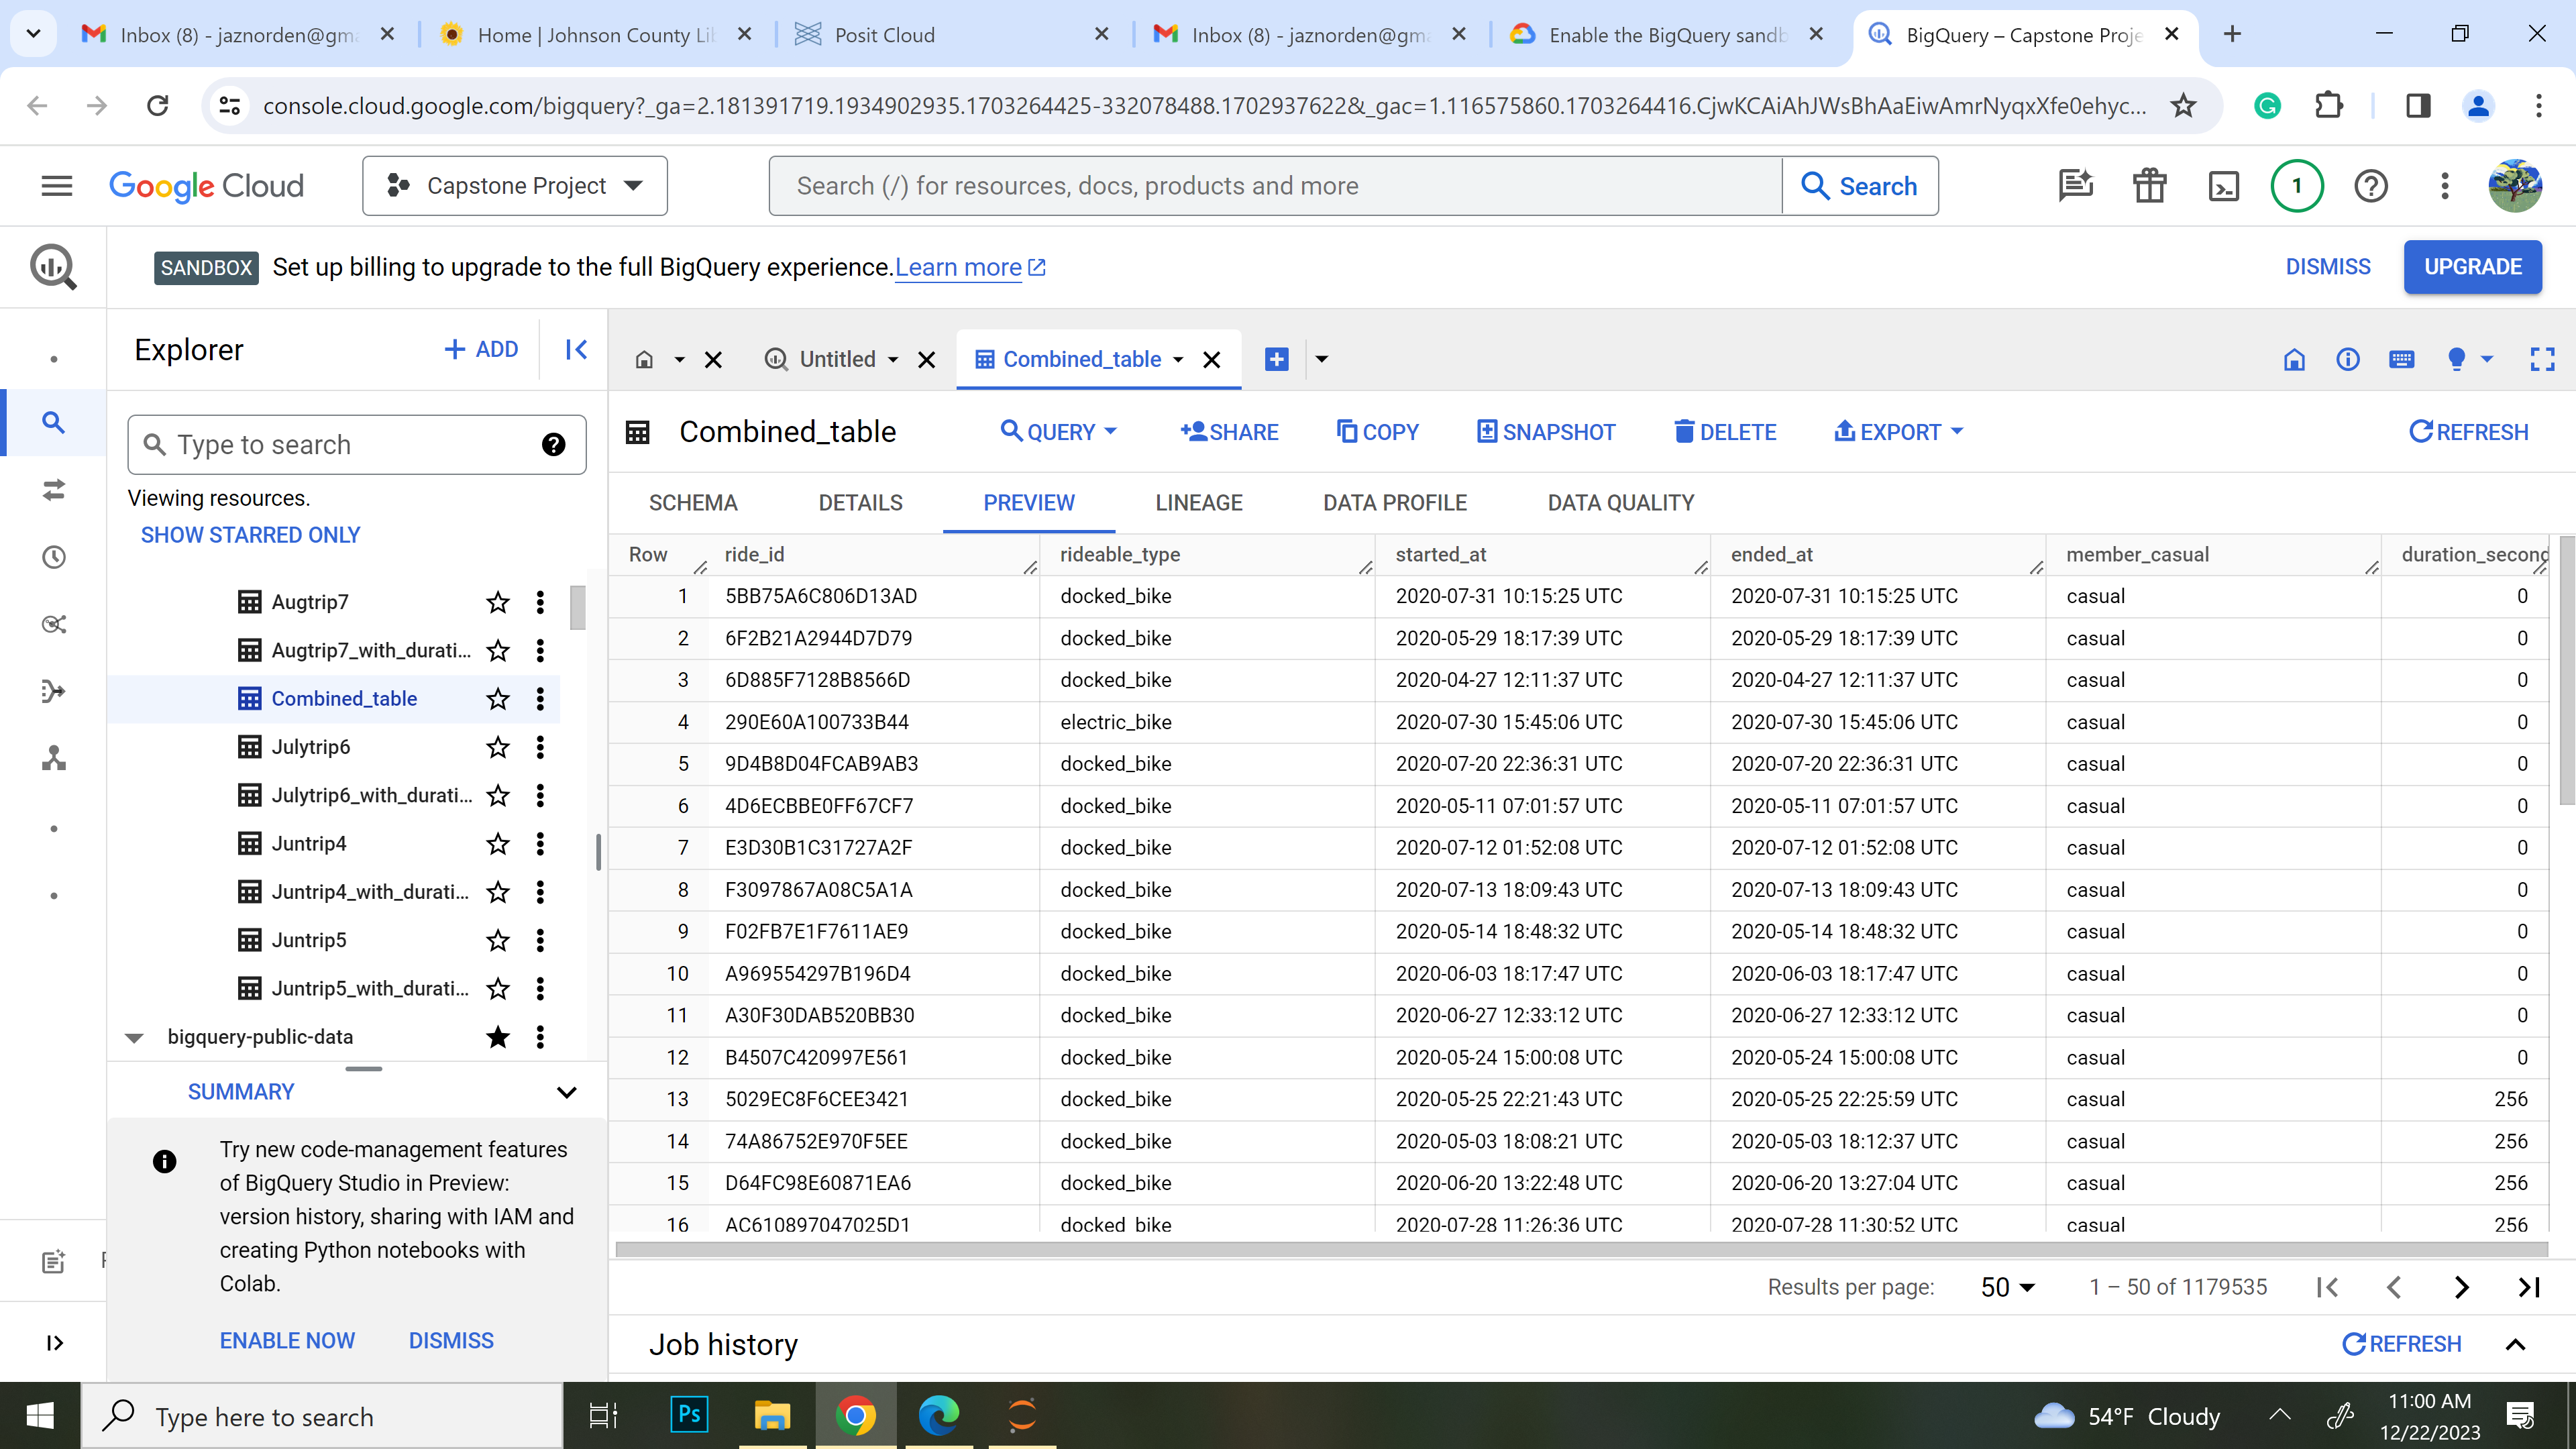 Inbox (8) - jaznorden@gma
Home | Johnson County Lib
Posit Cloud
Inbox (8) - jaznorden@gma
Enable the BigQuery sandb
BigQuery – Capstone Proje
console.cloud.google.com/bigquery?_ga=2.181391719.1934902935.1703264425-332078488.1702937622&_gac=1.116575860.1703264416.CjwKCAiAhJWsBhAaEiwAmrNyqxXfe0ehyc...
Google Cloud
Capstone Project
Search (/) for resources, docs, products and more
Search
1
SANDBOX Set up billing to upgrade to the full BigQuery experience. Learn more
DISMISS
UPGRADE
Explorer
+ ADD
Untitled
Combined_table
Type to search
Viewing resources.
SHOW STARRED ONLY
Augtrip7
Augtrip7_with_durati...
Combined_table
Julytrip6
Julytrip6_with_durati...
Juntrip4
Juntrip4_with_durati...
Juntrip5
Juntrip5_with_durati...
bigquery-public-data
SUMMARY
Try new code-management features
of BigQuery Studio in Preview:
version history, sharing with IAM and
creating Python notebooks with
Colab.
ENABLE NOW DISMISS
Combined_table
QUERY SHARE COPY SNAPSHOT DELETE EXPORT REFRESH
SCHEMA DETAILS PREVIEW LINEAGE DATA PROFILE DATA QUALITY
Row ride_id rideable_type started_at ended_at member_casual duration_second
1 5BB75A6C806D13AD docked_bike 2020-07-31 10:15:25 UTC 2020-07-31 10:15:25 UTC casual 0
2 6F2B21A2944D7D79 docked_bike 2020-05-29 18:17:39 UTC 2020-05-29 18:17:39 UTC casual 0
3 6D885F7128B8566D docked_bike 2020-04-27 12:11:37 UTC 2020-04-27 12:11:37 UTC casual 0
4 290E60A100733B44 electric_bike 2020-07-30 15:45:06 UTC 2020-07-30 15:45:06 UTC casual 0
5 9D4B8D04FCAB9AB3 docked_bike 2020-07-20 22:36:31 UTC 2020-07-20 22:36:31 UTC casual 0
6 4D6ECBBE0FF67CF7 docked_bike 2020-05-11 07:01:57 UTC 2020-05-11 07:01:57 UTC casual 0
7 E3D30B1C31727A2F docked_bike 2020-07-12 01:52:08 UTC 2020-07-12 01:52:08 UTC casual 0
8 F3097867A08C5A1A docked_bike 2020-07-13 18:09:43 UTC 2020-07-13 18:09:43 UTC casual 0
9 F02FB7E1F7611AE9 docked_bike 2020-05-14 18:48:32 UTC 2020-05-14 18:48:32 UTC casual 0
10 A969554297B196D4 docked_bike 2020-06-03 18:17:47 UTC 2020-06-03 18:17:47 UTC casual 0
11 A30F30DAB520BB30 docked_bike 2020-06-27 12:33:12 UTC 2020-06-27 12:33:12 UTC casual 0
12 B4507C420997E561 docked_bike 2020-05-24 15:00:08 UTC 2020-05-24 15:00:08 UTC casual 0
13 5029EC8F6CEE3421 docked_bike 2020-05-25 22:21:43 UTC 2020-05-25 22:25:59 UTC casual 256
14 74A86752E970F5EE docked_bike 2020-05-03 18:08:21 UTC 2020-05-03 18:12:37 UTC casual 256
15 D64FC98E60871EA6 docked_bike 2020-06-20 13:22:48 UTC 2020-06-20 13:27:04 UTC casual 256
16 AC610897047025D1 docked_bike 2020-07-28 11:26:36 UTC 2020-07-28 11:30:52 UTC casual 256
Results per page: 50 1 – 50 of 1179535
Job history
REFRESH
Type here to search
Ps
54°F Cloudy
11:00 AM
12/22/2023